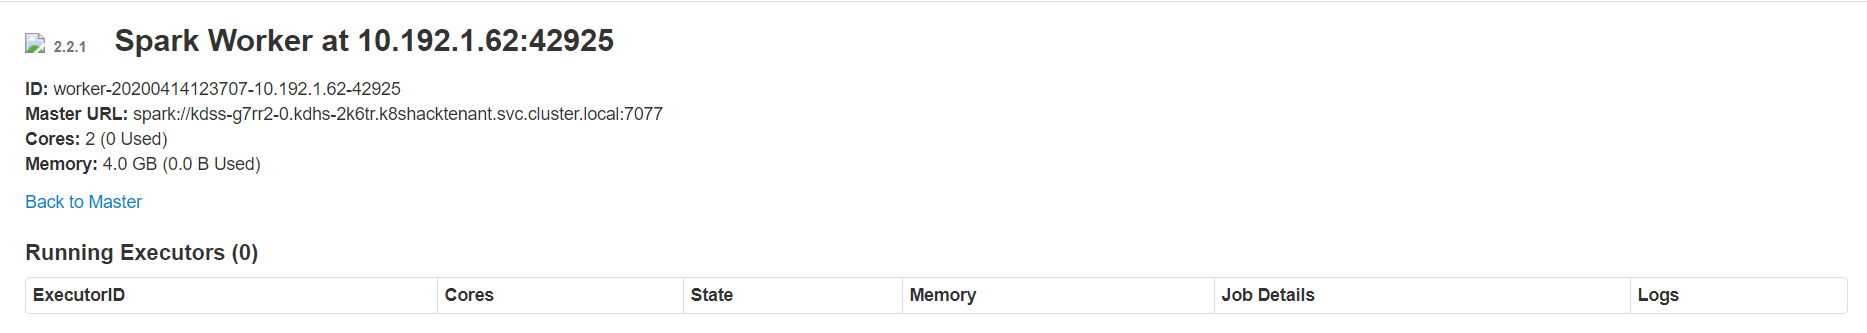 2.2.1 Spark Worker at 10.192.1.62:42925
ID: worker-20200414123707-10.192.1.62-42925
Master URL: spark://kdss-g7rr2-0.kdhs-2k6tr.k8shacktenant.svc.cluster.local:7077
Cores: 2 (0 Used)
Memory: 4.0 GB (0.0 B Used)
Back to Master
Running Executors (0)
ExecutorID Cores State Memory Job Details Logs